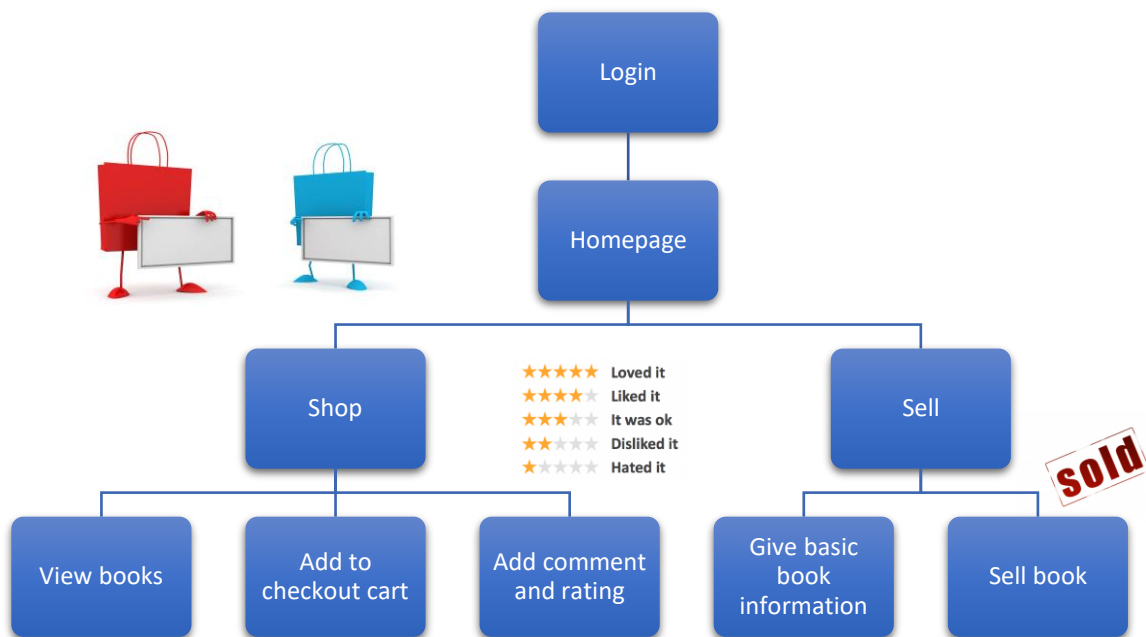 Login
Homepage
Shop
Loved it
Liked it
It was ok
Disliked it
Hated it
Sell
sold
View books
Add to
checkout cart
Add comment
and rating
Give basic
book
information
Sell book